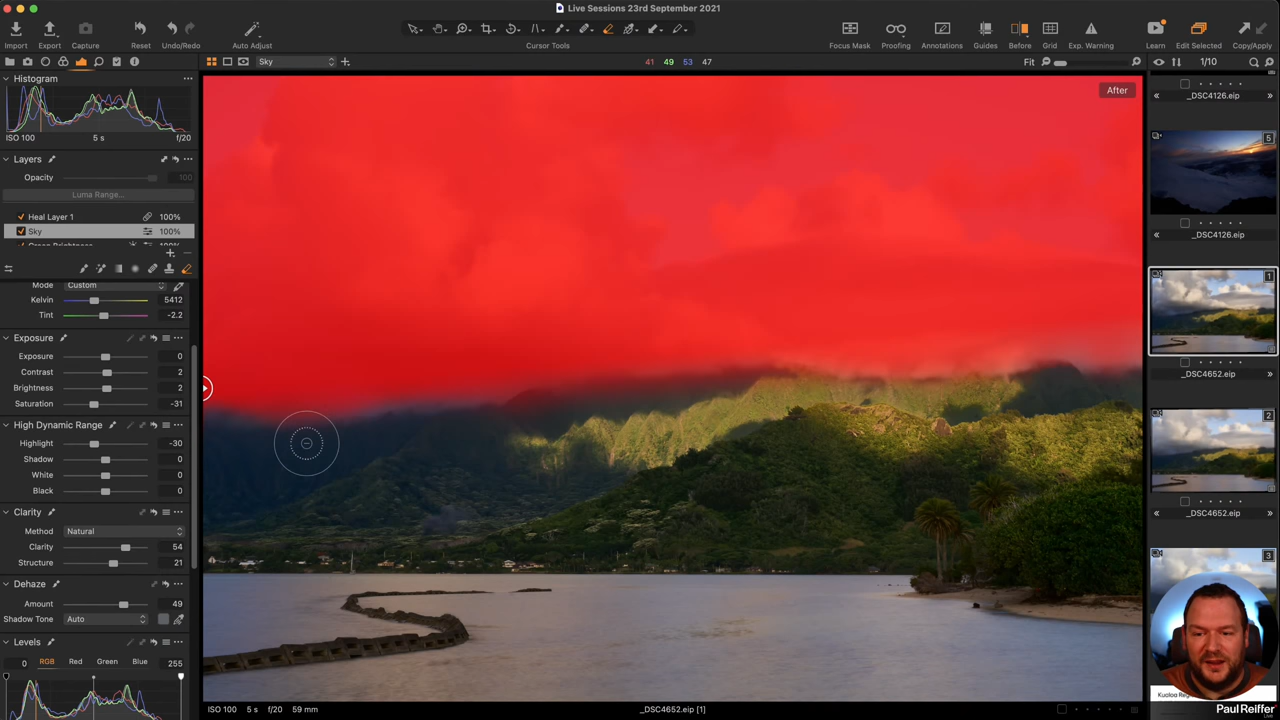 Live Sessions 23rd September 2021
Import
Export
Capture
Reset
Undo/Redo
Auto Adjust
Cursor Tools
Focus Mask
Proofing
Annotations
Guides
Before
Grid
Exp. Warning
Learn
Edit Selected
Copy/Apply
Sky
41 49 53 47
Fit
1/10
Histogram
ISO 100
5 s
f/20
Layers
Opacity
100
Luma Range...
Heal Layer 1
100%
Sky
100%
Mode
Custom
Kelvin
5412
Tint
-2.2
Exposure
Exposure
0
Contrast
2
Brightness
2
Saturation
-31
High Dynamic Range
Highlight
-30
Shadow
0
White
0
Black
0
Clarity
Method
Natural
Clarity
54
Structure
21
Dehaze
Amount
49
Shadow Tone
Auto
Levels
0
RGB
Red
Green
Blue
255
After
ISO 100 5 s f/20 59 mm
_DSC4652.eip [1]
_DSC4126.eip
5
_DSC4126.eip
1
_DSC4652.eip
2
_DSC4652.eip
3
Paul Reiffer
Live